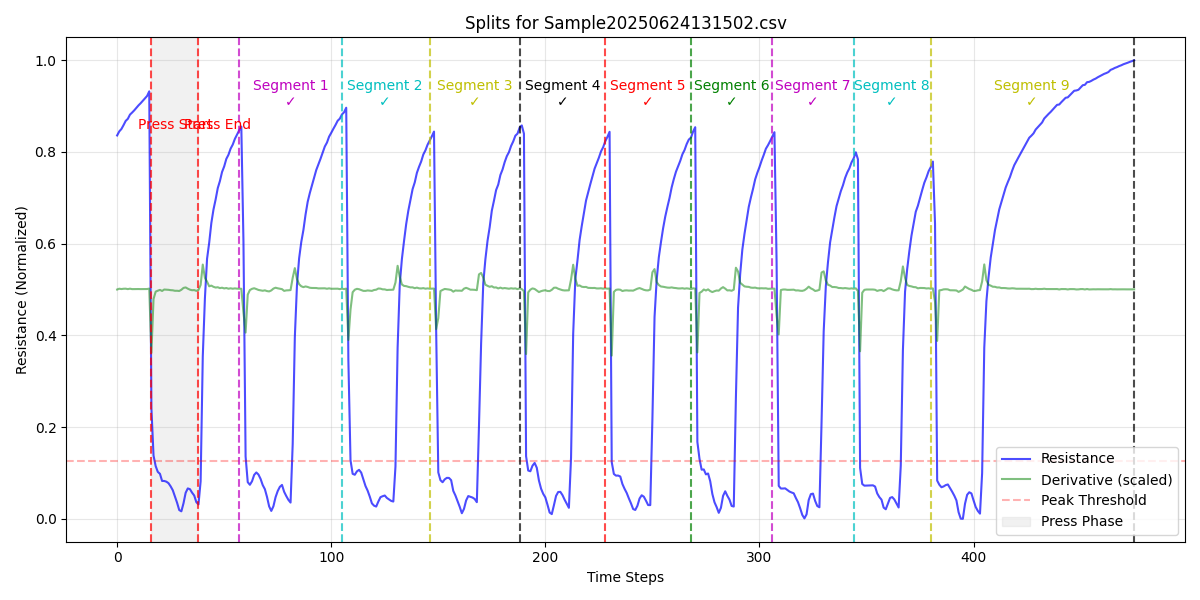 Splits for Sample20250624131502.csv
Resistance (Normalized)
1.0
0.8
0.6
0.4
0.2
0.0
Segment 1
✓
Segment 2
✓
Segment 3
✓
Segment 4
✓
Segment 5
✓
Segment 6
✓
Segment 7
✓
Segment 8
✓
Segment 9
✓
Press Start
Press End
Resistance
Derivative (scaled)
Peak Threshold
Press Phase
0
100
200
300
400
Time Steps